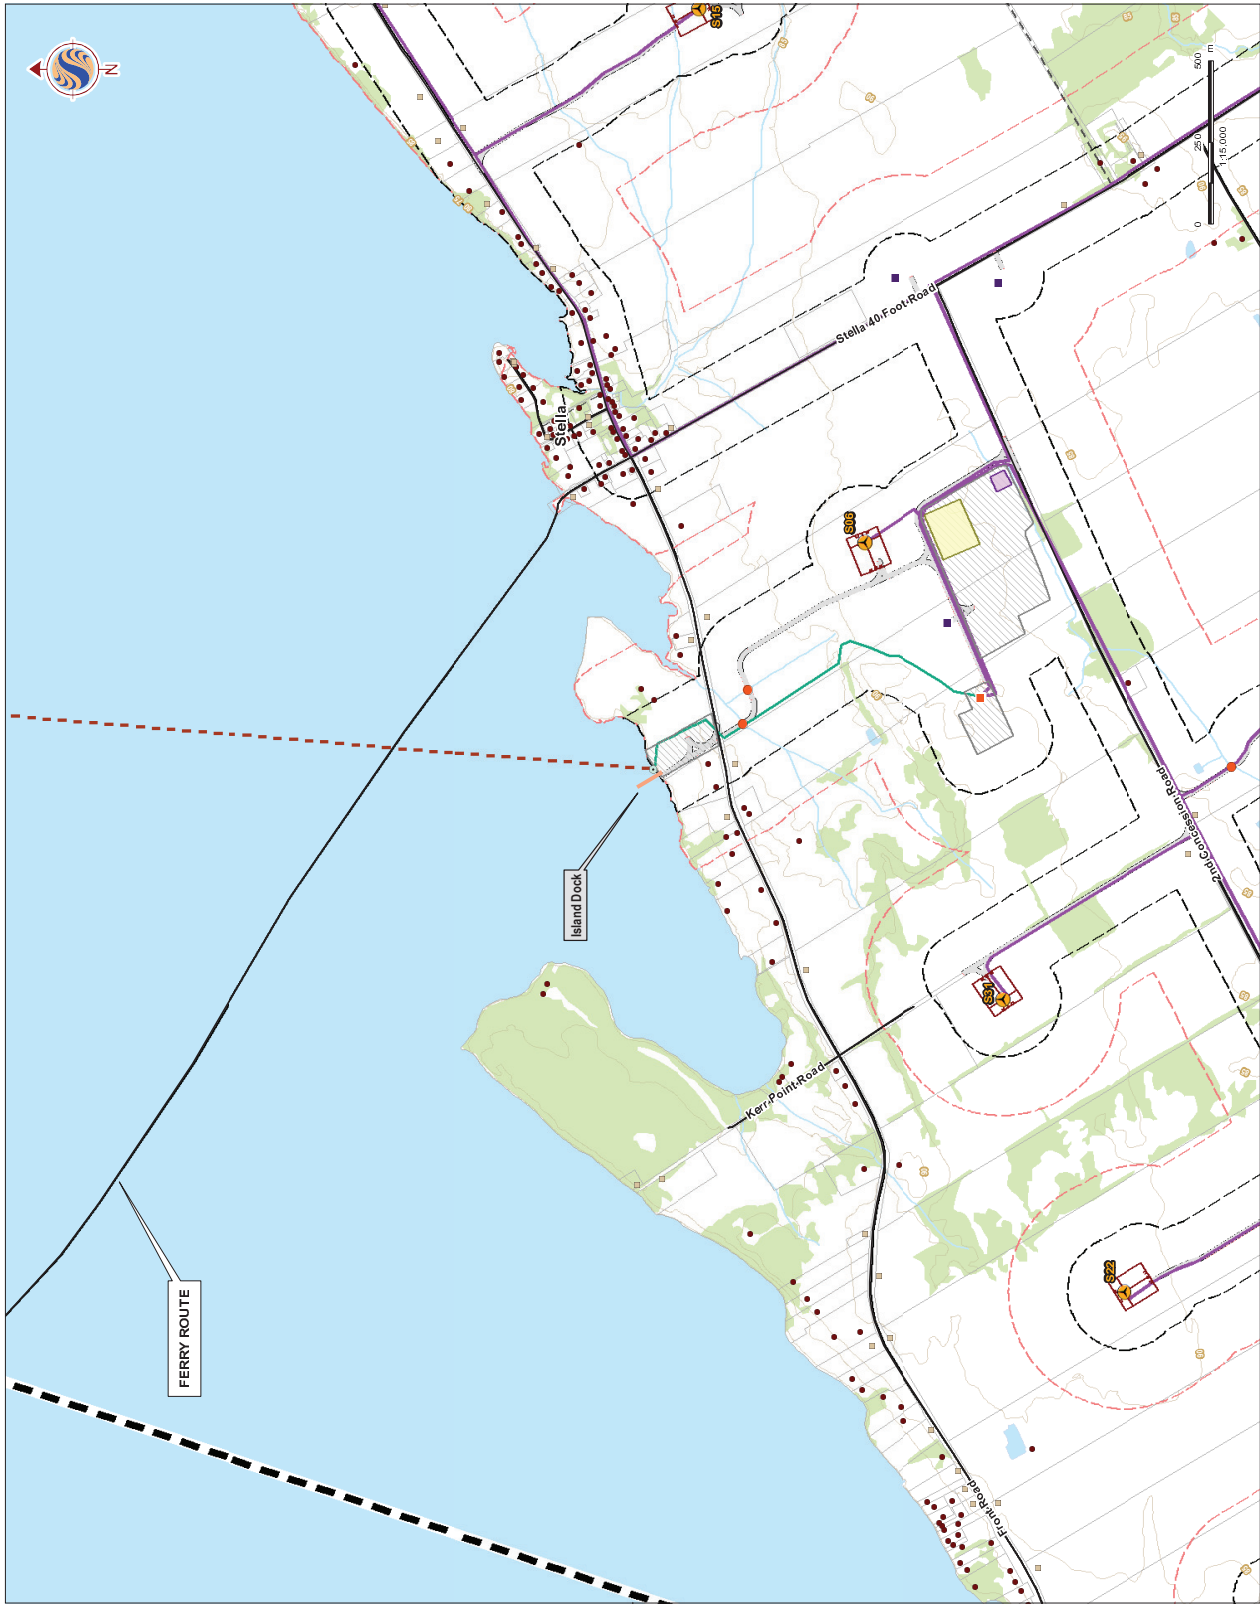 N
S15
500 m
250
0
1:15,000
Stella
Stella 40 Foot Road
S06
Island Dock
2nd Concession Road
S31
Kerr Point Road
FERRY ROUTE
S22
Front Road